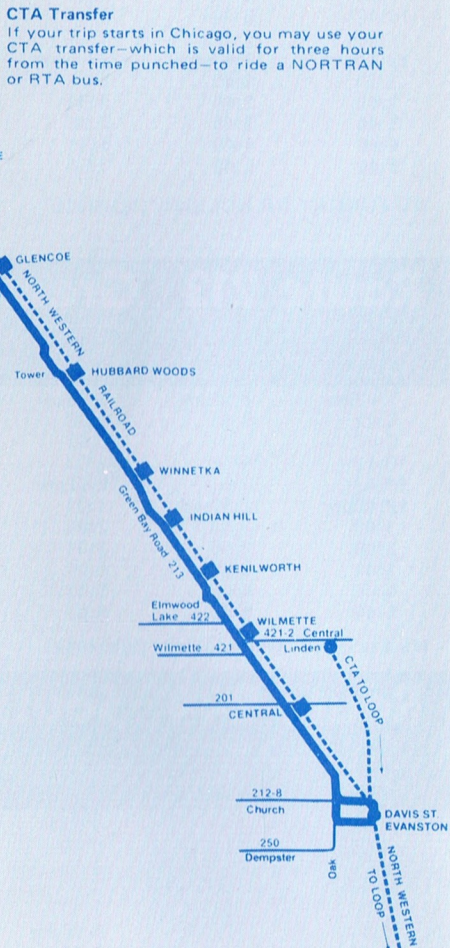 CTA Transfer
If your trip starts in Chicago, you may use your
CTA transfer—which is valid for three hours
from the time punched—to ride a NORTRAN
or RTA bus.
E
GLENCOE
NORTH WESTERN
Tower
HUBBARD WOODS
RAILROAD
WINNETKA
Green Bay Road 213
INDIAN HILL
KENILWORTH
Elmwood
Lake 422
WILMETTE
421-2 Central
Wilmette 421
Linden
CTA TO LOOP
201
CENTRAL
212-8
Church
DAVIS ST
EVANSTON
250
Dempster
Oak
NORTH WESTERN
TO LOOP